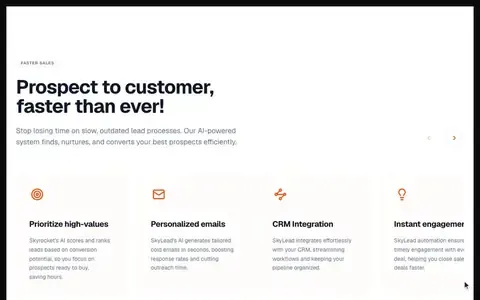 FASTER SALES
Prospect to customer,
faster than ever!
Stop losing time on slow, outdated lead processes. Our AI-powered
system finds, nurtures, and converts your best prospects efficiently.
Prioritize high-values
Skyrocket's AI scores and ranks
leads based on conversion
potential, so you focus on
prospects ready to buy,
saving hours.
Personalized emails
SkyLead's AI generates tailored
cold emails in seconds, boosting
response rates and cutting
outreach time.
CRM Integration
SkyLead integrates effortlessly
with your CRM, streamlining
workflows and keeping your
pipeline organized.
Instant engagemen
SkyLead automation ensures
timely engagement with ev
deal, helping you close sale
deals faster.